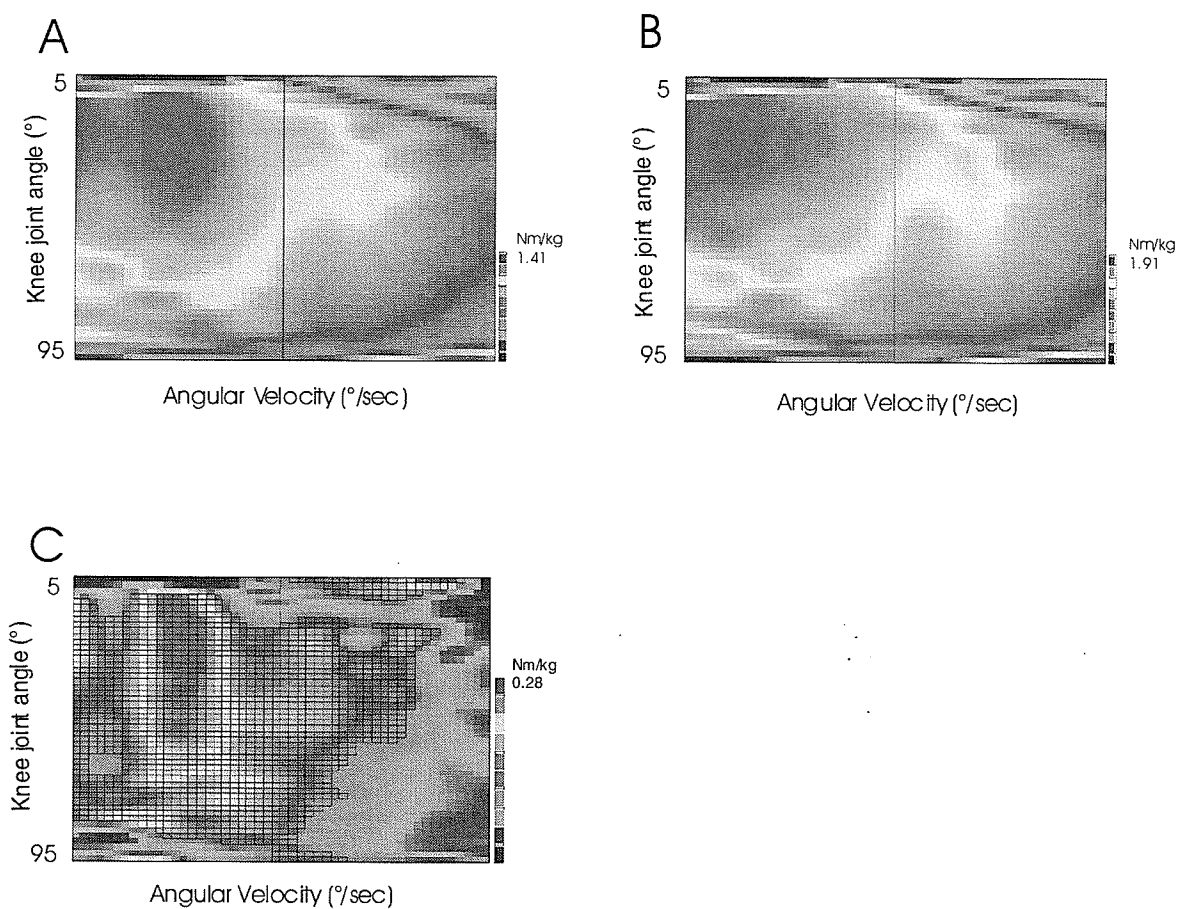 A
5
Knee joint angle (°)
95
Angular Velocity (°/sec)
Nm/kg
1.41
B
5
Knee joint angle (°)
95
Angular Velocity (°/sec)
Nm/kg
1.91
C
5
Knee joint angle (°)
95
Angular Velocity (°/sec)
Nm/kg
0.28